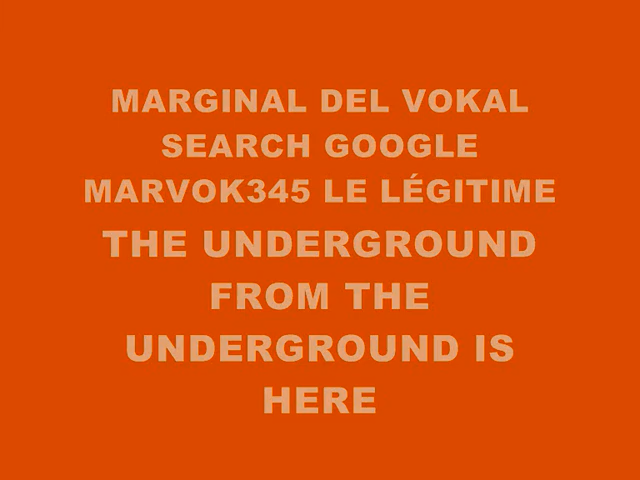 MARGINAL DEL VOKAL
SEARCH GOOGLE
MARVOK345 LE LÉGITIME
THE UNDERGROUND
FROM THE
UNDERGROUND IS
HERE